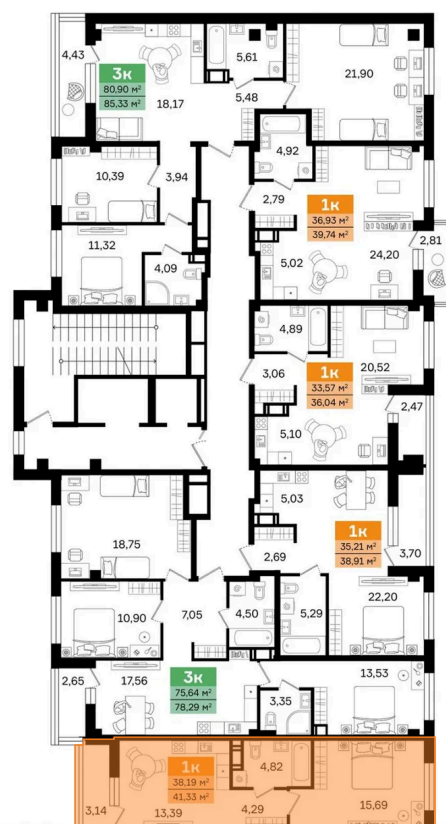 4,43
3к
80,90 м²
85,33 м²
18,17
5,61
5,48
21,90
10,39
3,94
4,92
2,79
1к
36,93 м²
39,74 м²
2,81
11,32
4,09
5,02
24,20
4,89
3,06
1к
33,57 м²
36,04 м²
20,52
2,47
5,10
18,75
5,03
1к
35,21 м²
38,91 м²
3,70
2,69
10,90
7,05
4,50
5,29
22,20
2,65
17,56
3к
75,64 м²
78,29 м²
3,35
13,53
1к
38,19 м²
41,33 м²
4,82
3,14
13,39
4,29
15,69